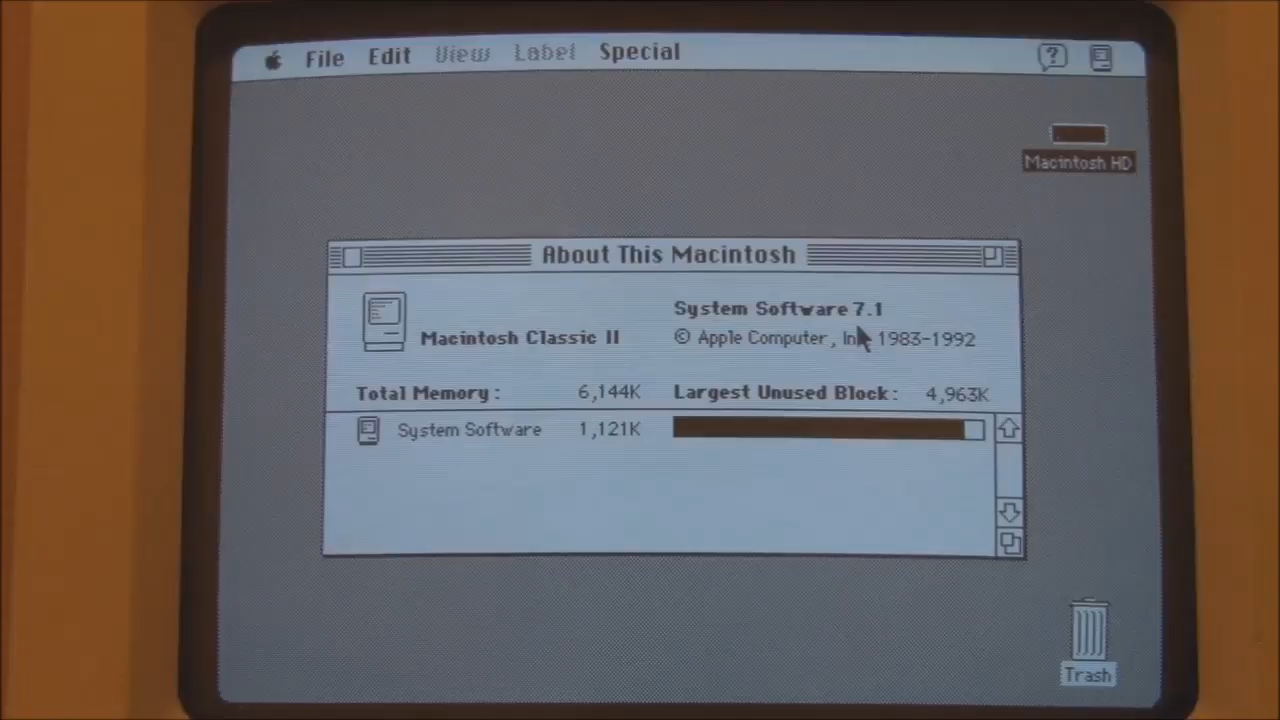 File Edit View Label Special
Macintosh HD
About This Macintosh
System Software 7.1
Macintosh Classic II
© Apple Computer, In 1983-1992
Total Memory : 6,144K Largest Unused Block : 4,963K
System Software 1,121K
Trash